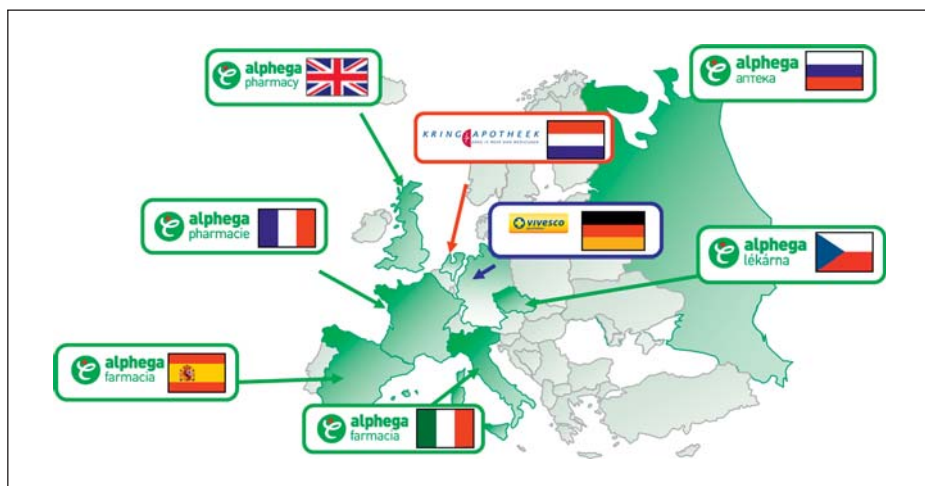 alphega
pharmacy
alphega
аптека
KRING APOTHEEK
alphega
pharmacie
vivesco
alphega
lékárna
alphega
farmacia
alphega
farmacia